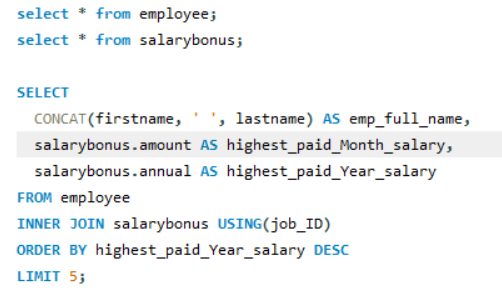 select * from employee;
select * from salarybonus;
SELECT
CONCAT(firstname, ' ', lastname) AS emp_full_name,
salarybonus.amount AS highest_paid_Month_salary,
salarybonus.annual AS highest_paid_Year_salary
FROM employee
INNER JOIN salarybonus USING(job_ID)
ORDER BY highest_paid_Year_salary DESC
LIMIT 5;